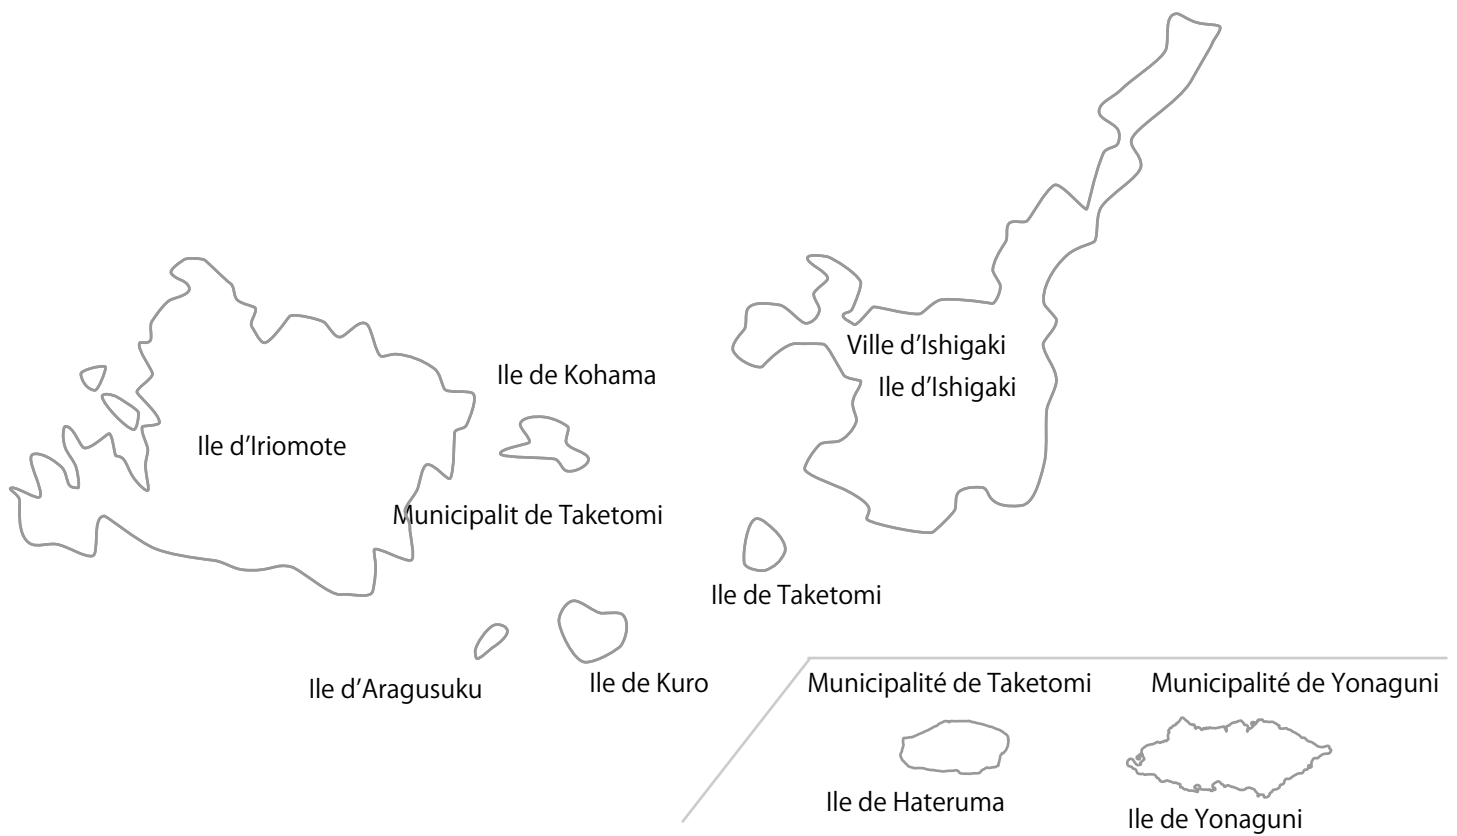 Ville d’Ishigaki
Ile de Kohama
Ile d’Ishigaki
Ile d’Iriomote
Municipalit de Taketomi
Ile de Taketomi
Ile d’Aragusuku
Ile de Kuro
Municipalité de Taketomi
Municipalité de Yonaguni
Ile de Hateruma
Ile de Yonaguni